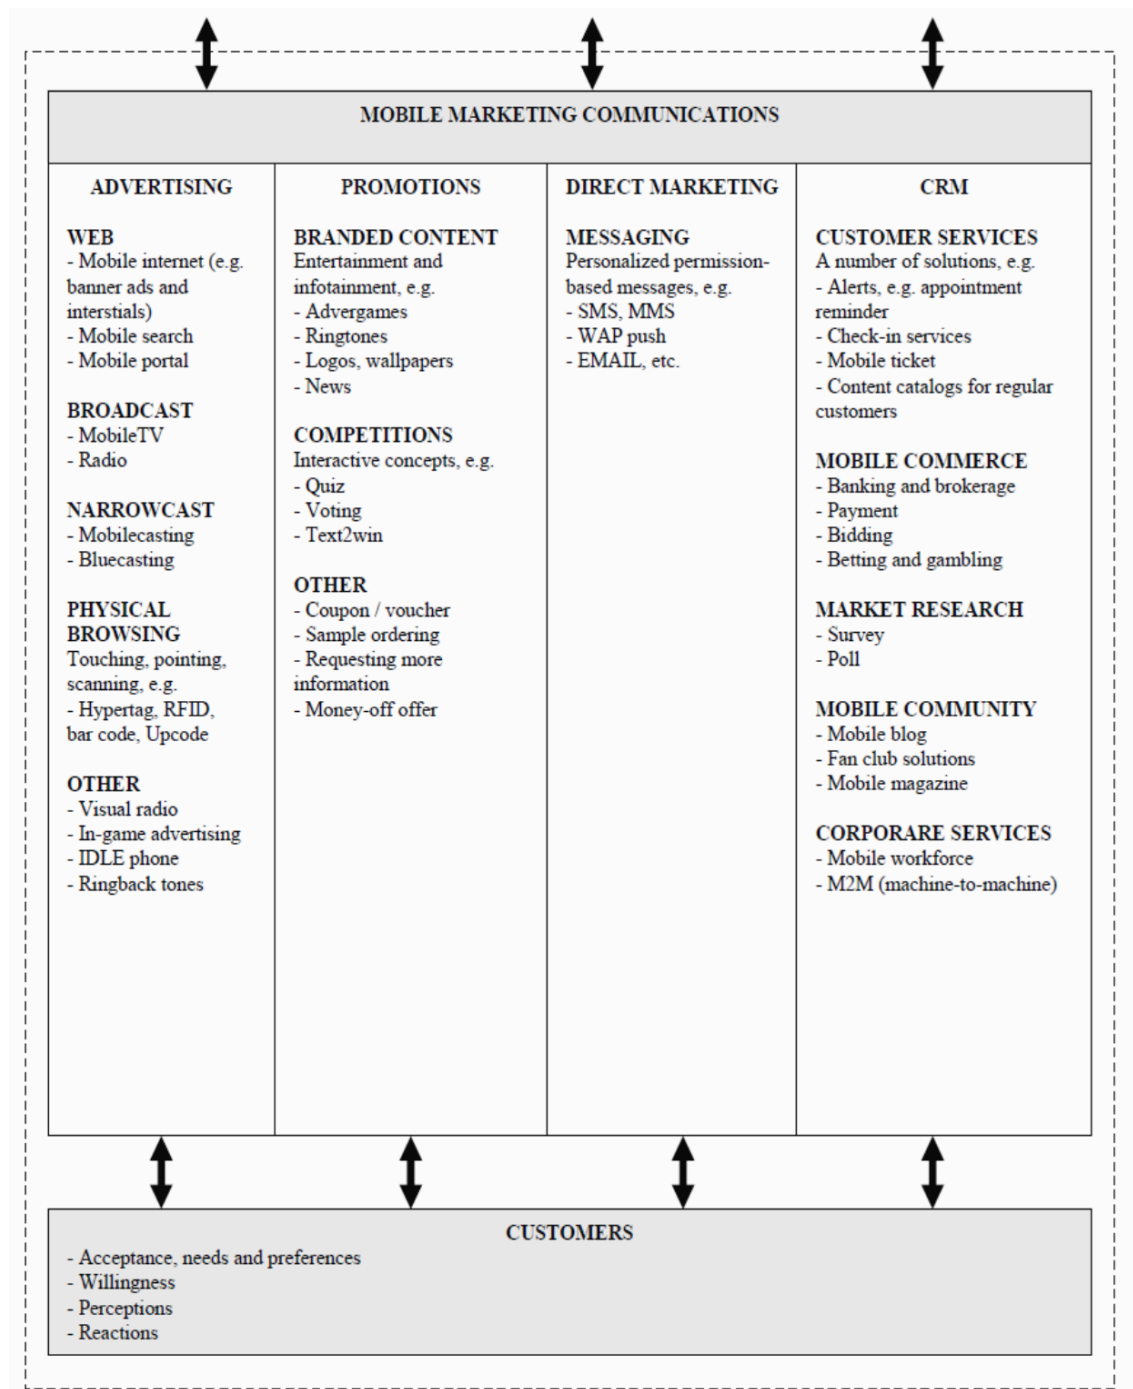 MOBILE MARKETING COMMUNICATIONS
ADVERTISING
WEB
- Mobile internet (e.g.
banner ads and
interstials)
- Mobile search
- Mobile portal
BROADCAST
- MobileTV
- Radio
NARROWCAST
- Mobilecasting
- Bluecasting
PHYSICAL
BROWSING
Touching, pointing,
scanning, e.g.
- Hypertag, RFID,
bar code, Upcode
OTHER
- Visual radio
- In-game advertising
- IDLE phone
- Ringback tones
PROMOTIONS
BRANDED CONTENT
Entertainment and
infotainment, e.g.
- Advergames
- Ringtones
- Logos, wallpapers
- News
COMPETITIONS
Interactive concepts, e.g.
- Quiz
- Voting
- Text2win
OTHER
- Coupon / voucher
- Sample ordering
- Requesting more
information
- Money-off offer
DIRECT MARKETING
MESSAGING
Personalized permission-
based messages, e.g.
- SMS, MMS
- WAP push
- EMAIL, etc.
CRM
CUSTOMER SERVICES
A number of solutions, e.g.
- Alerts, e.g. appointment
reminder
- Check-in services
- Mobile ticket
- Content catalogs for regular
customers
MOBILE COMMERCE
- Banking and brokerage
- Payment
- Bidding
- Betting and gambling
MARKET RESEARCH
- Survey
- Poll
MOBILE COMMUNITY
- Mobile blog
- Fan club solutions
- Mobile magazine
CORPORARE SERVICES
- Mobile workforce
- M2M (machine-to-machine)
CUSTOMERS
- Acceptance, needs and preferences
- Willingness
- Perceptions
- Reactions